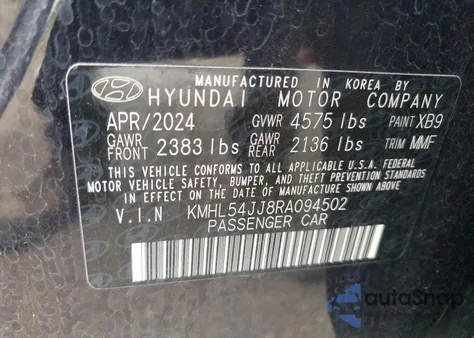 MANUFACTURED IN KOREA BY
HYUNDAI MOTOR COMPANY
APR/2024 GVWR 4575 lbs PAINT XB9
GAWR FRONT 2383 lbs GAWR REAR 2136 lbs TRIM MMF
THIS VEHICLE CONFORMS TO ALL APPLICABLE U.S.A. FEDERAL
MOTOR VEHICLE SAFETY, BUMPER, AND THEFT PREVENTION STANDARDS
IN EFFECT ON THE DATE OF MANUFACTURE SHOWN ABOVE.
V.I.N KMHL54JJ8RA094502
PASSENGER CAR
autoSnap